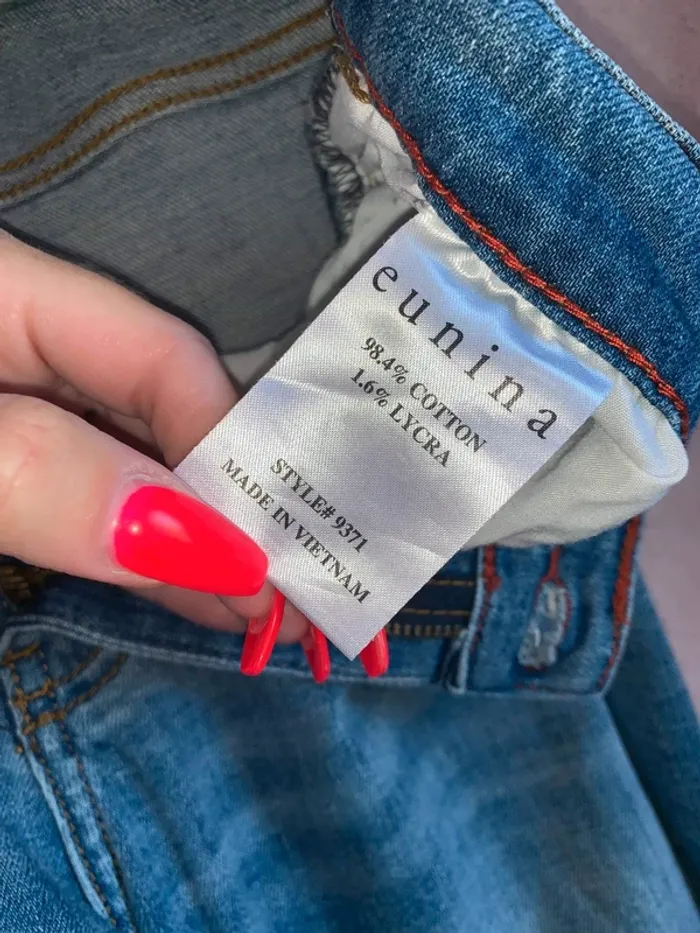 eunina
98.4% COTTON
1.6% LYCRA
STYLE# 9371
MADE IN VIETNAM